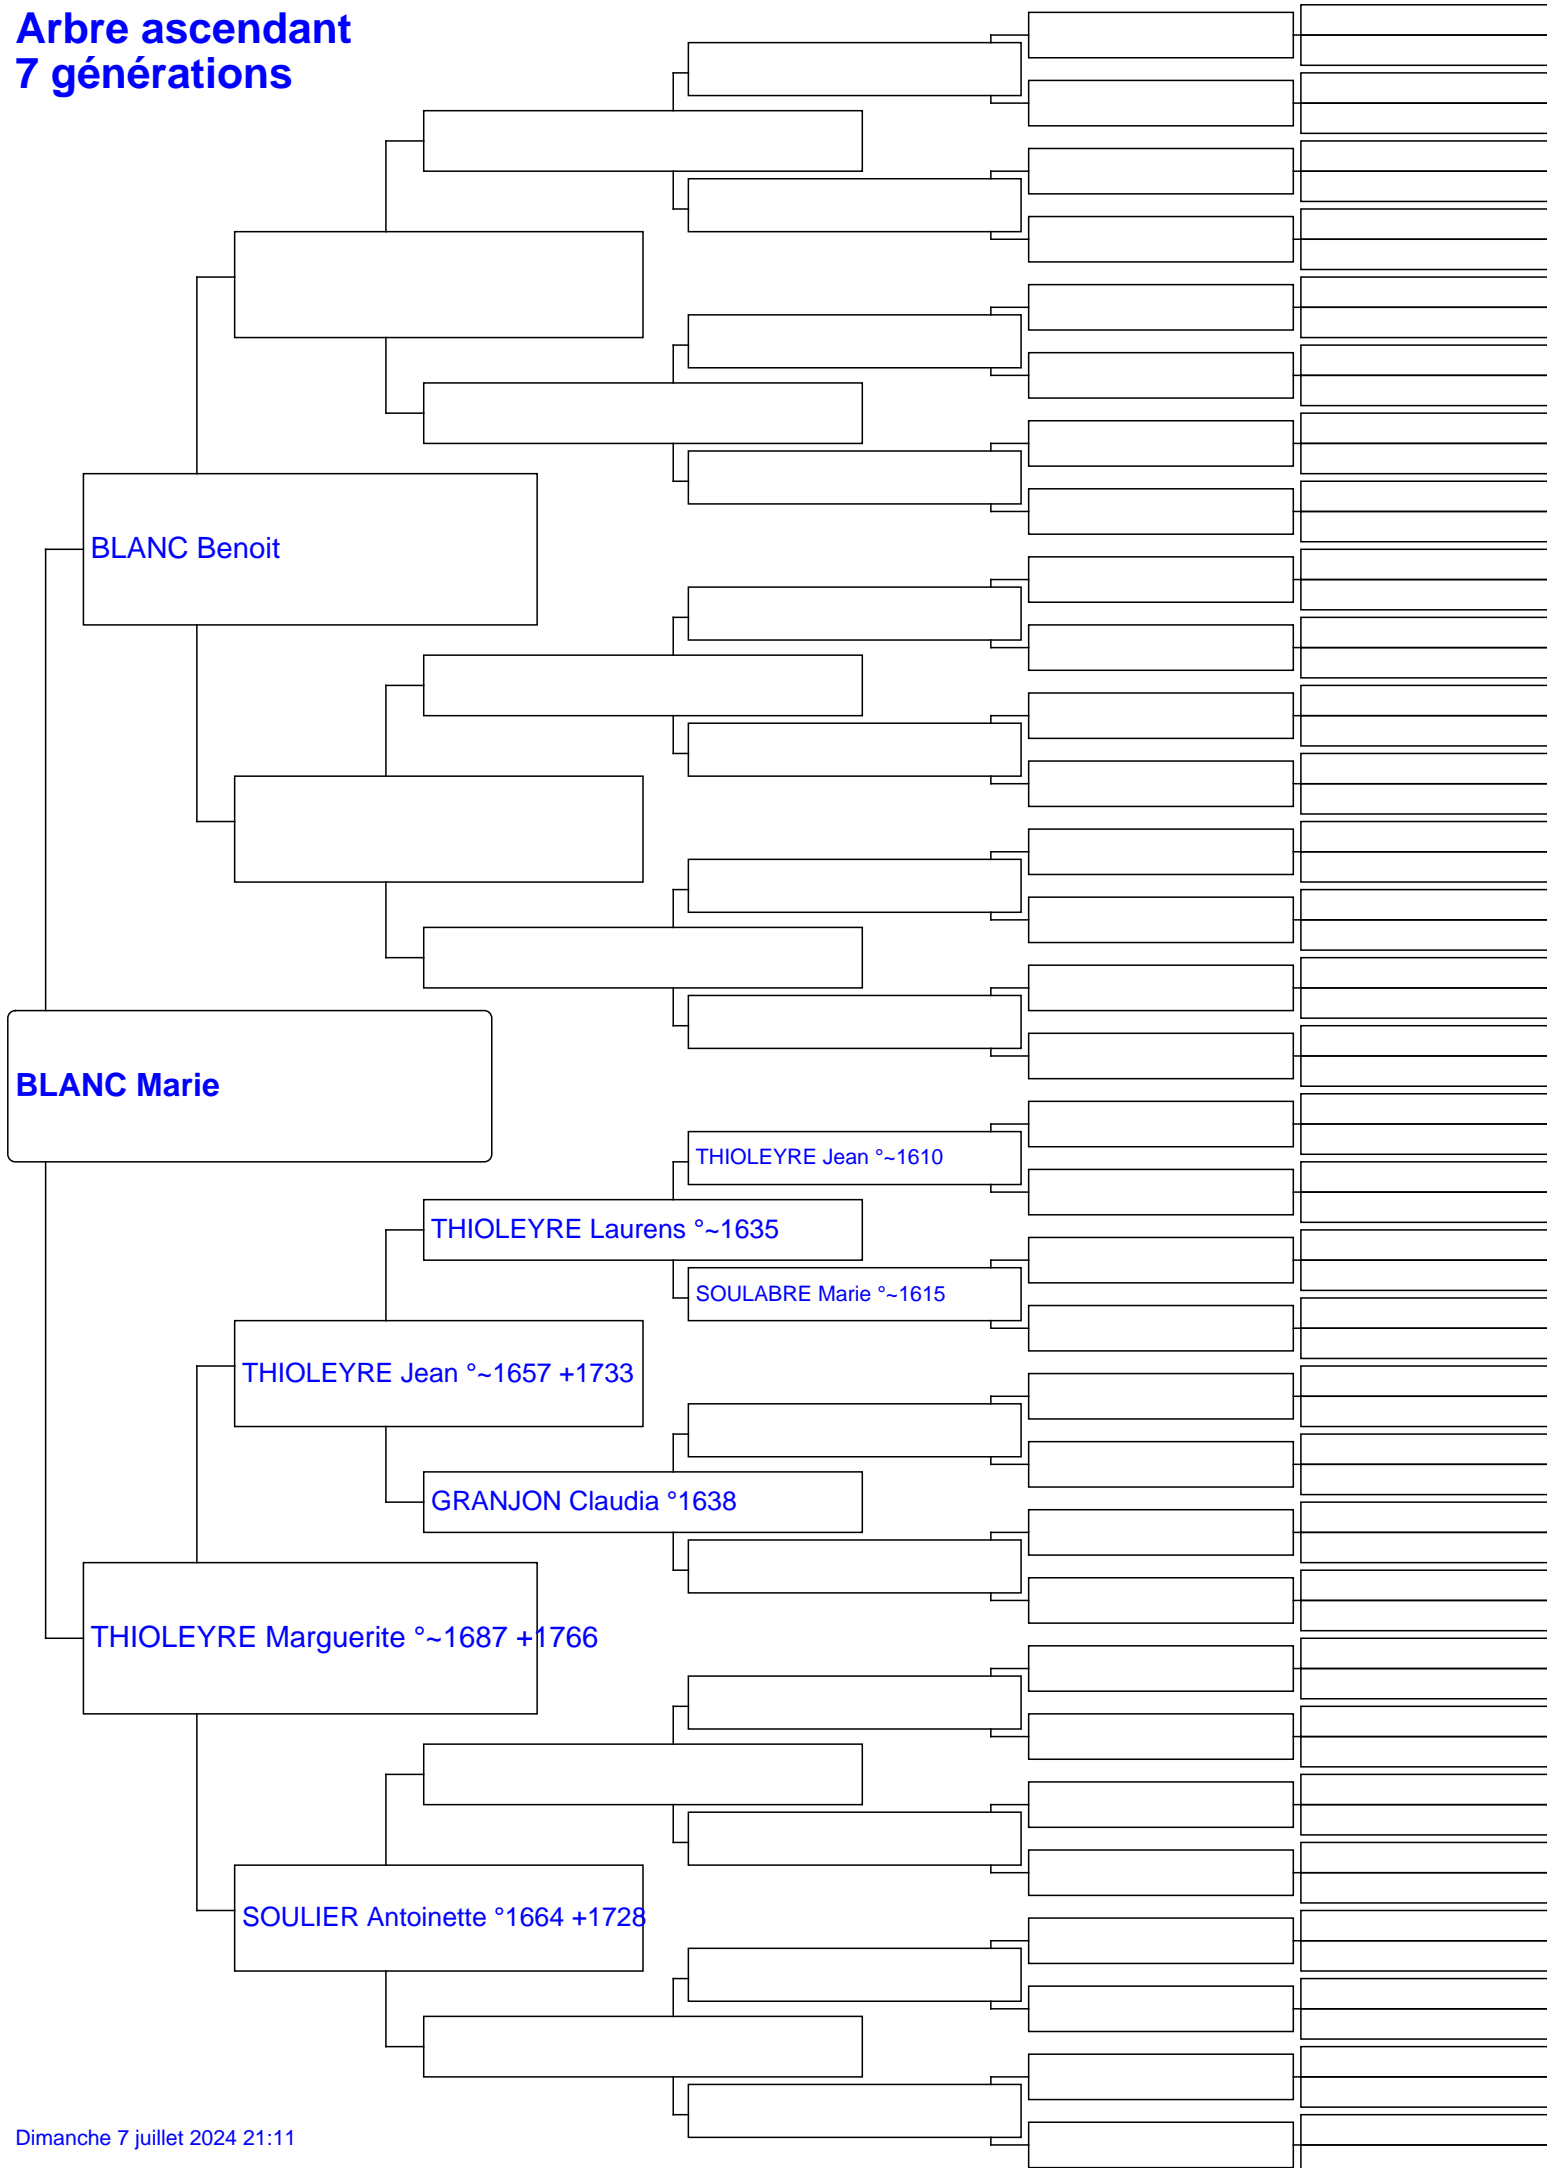 Arbre ascendant
7 générations
BLANC Benoit
BLANC Marie
THIOLEYRE Jean °~1610
THIOLEYRE Laurens °~1635
SOULABRE Marie °~1615
THIOLEYRE Jean °~1657 +1733
GRANJON Claudia °1638
THIOLEYRE Marguerite °~1687 +1766
SOULIER Antoinette °1664 +1728
Dimanche 7 juillet 2024 21:11